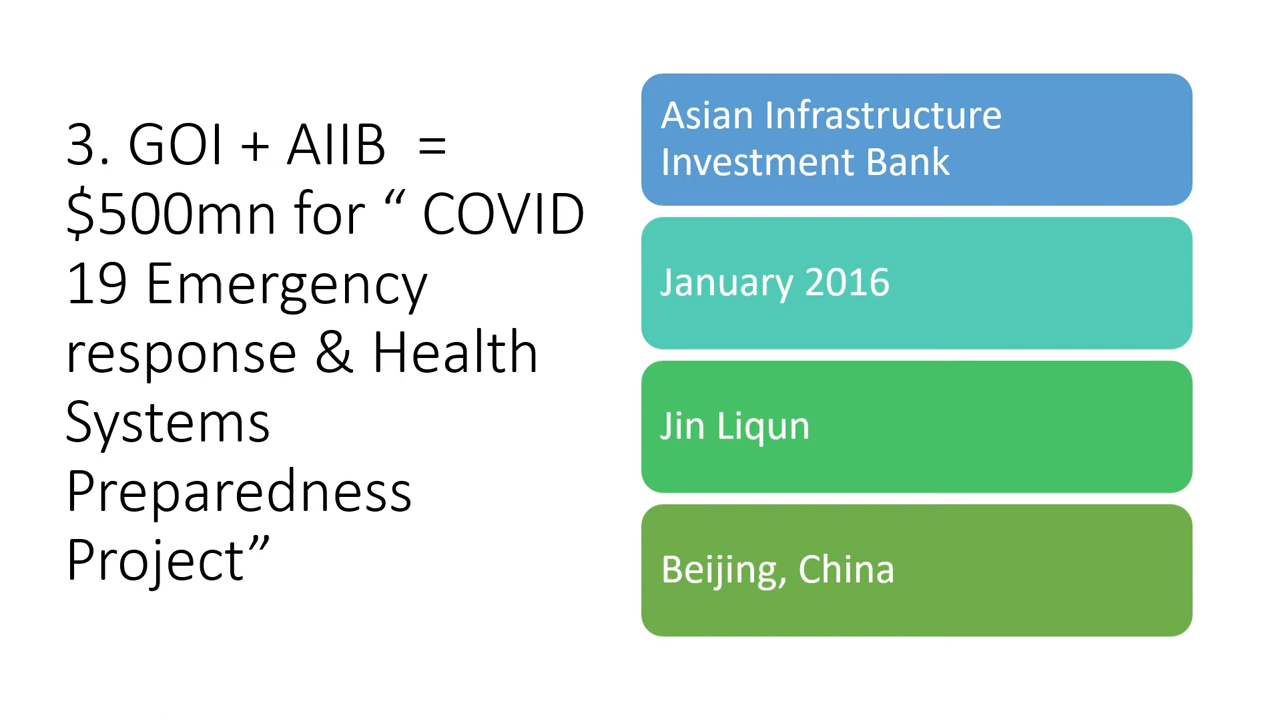 3. GOI + AIIB  =
$500mn for “ COVID
19 Emergency
response & Health
Systems
Preparedness
Project”
Asian Infrastructure
Investment Bank
January 2016
Jin Liqun
Beijing, China